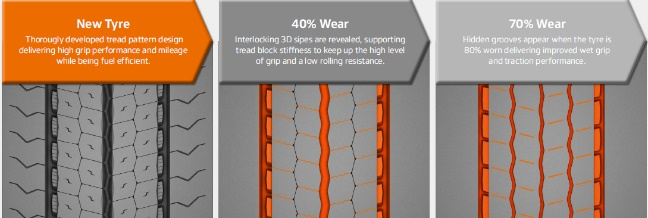 New Tyre
Thorougly developed tread pattern design
delivering high grip performance and mileage
while being fuel efficient.
40% Wear
Interlocking 3D sipes are revealed, supporting
tread block stiffness to keep up the high level
of grip and a low rolling resistance.
70% Wear
Hidden grooves appear when the tyre is
80% worn delivering improved wet grip
and traction performance.